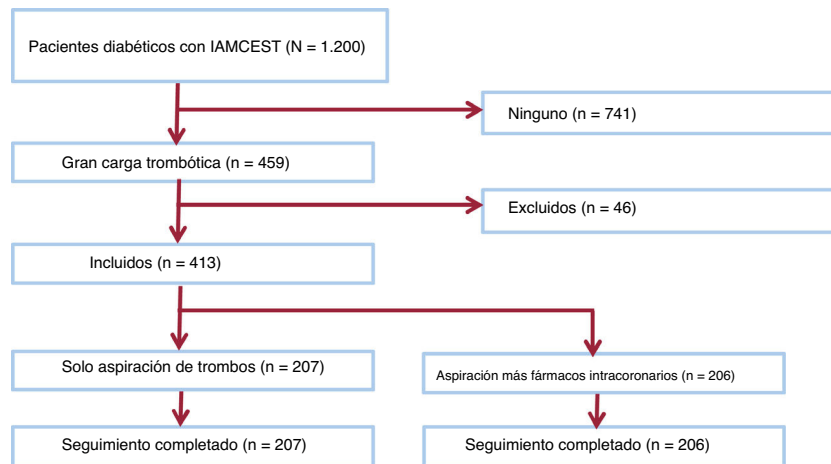 Pacientes diabéticos con IAMCEST (N = 1.200)
Ninguno (n = 741)
Gran carga trombótica (n = 459)
Excluidos (n = 46)
Incluidos (n = 413)
Solo aspiración de trombos (n = 207)
Aspiración más fármacos intracoronarios (n = 206)
Seguimiento completado (n = 207)
Seguimiento completado (n = 206)